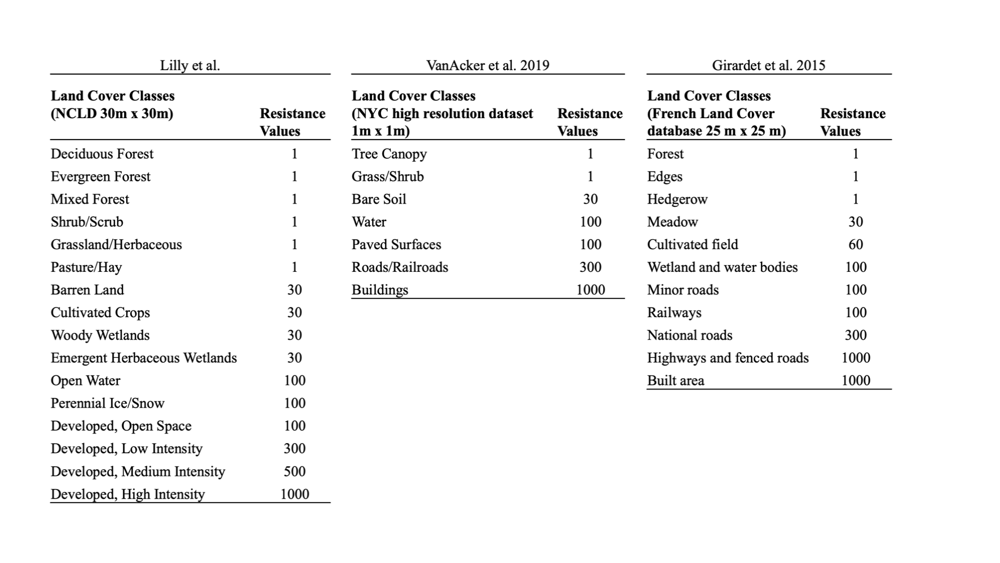 Lilly et al.
Land Cover Classes
(NCLD 30m x 30m)
Resistance
Values
Deciduous Forest 1
Evergreen Forest 1
Mixed Forest 1
Shrub/Scrub 1
Grassland/Herbaceous 1
Pasture/Hay 1
Barren Land 30
Cultivated Crops 30
Woody Wetlands 30
Emergent Herbaceous Wetlands 30
Open Water 100
Perennial Ice/Snow 100
Developed, Open Space 100
Developed, Low Intensity 300
Developed, Medium Intensity 500
Developed, High Intensity 1000
VanAcker et al. 2019
Land Cover Classes
(NYC high resolution dataset
1m x 1m)
Resistance
Values
Tree Canopy 1
Grass/Shrub 1
Bare Soil 30
Water 100
Paved Surfaces 100
Roads/Railroads 300
Buildings 1000
Girardet et al. 2015
Land Cover Classes
(French Land Cover
database 25 m x 25 m)
Resistance
Values
Forest 1
Edges 1
Hedgerow 1
Meadow 30
Cultivated field 60
Wetland and water bodies 100
Minor roads 100
Railways 100
National roads 300
Highways and fenced roads 1000
Built area 1000